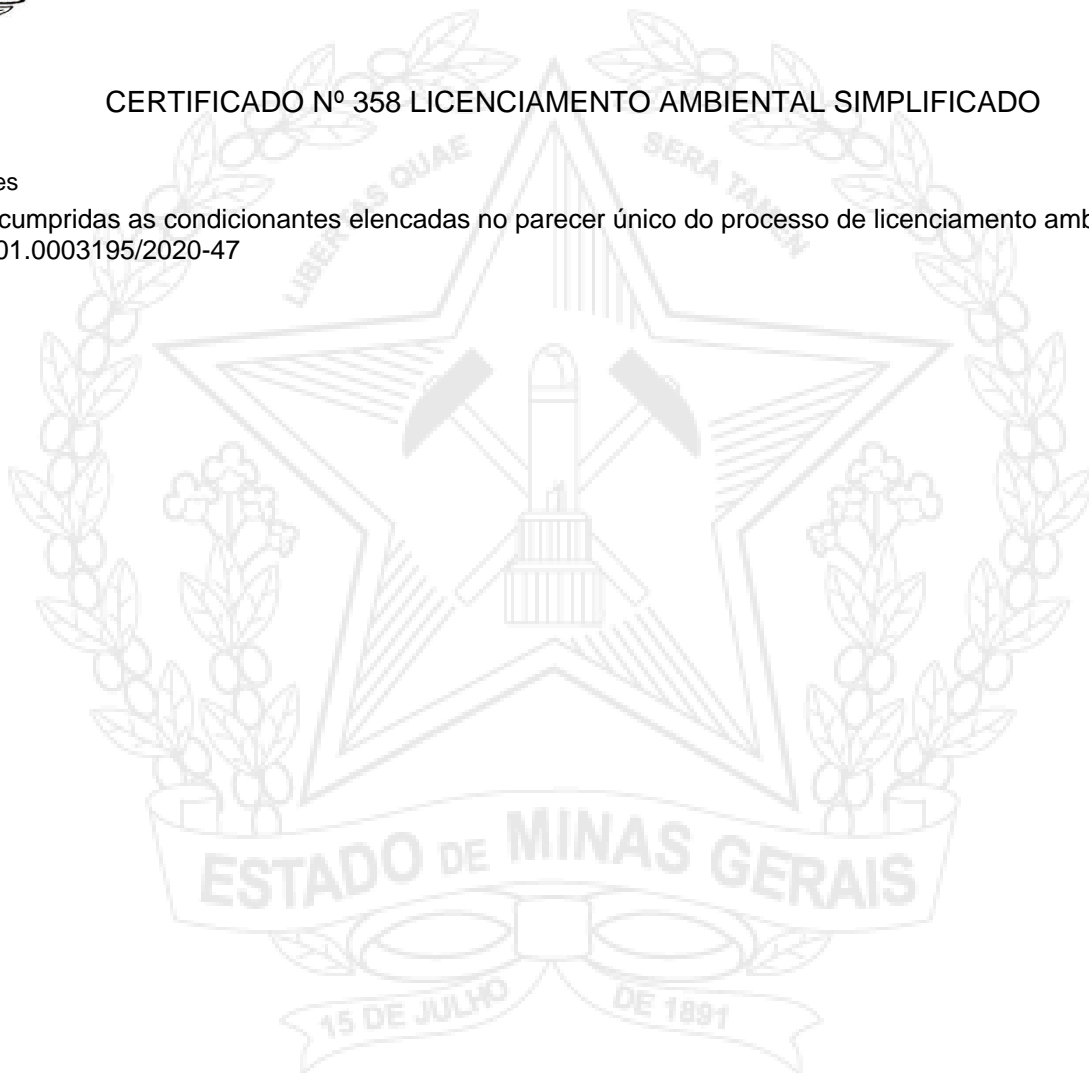 CERTIFICADO Nº 358 LICENCIAMENTO AMBIENTAL SIMPLIFICADO
es
cumpridas as condicionantes elencadas no parecer único do processo de licenciamento amb
01.0003195/2020-47
LIBERTAS QUAE SERA TAMEN
ESTADO DE MINAS GERAIS
15 DE JULHO DE 1891